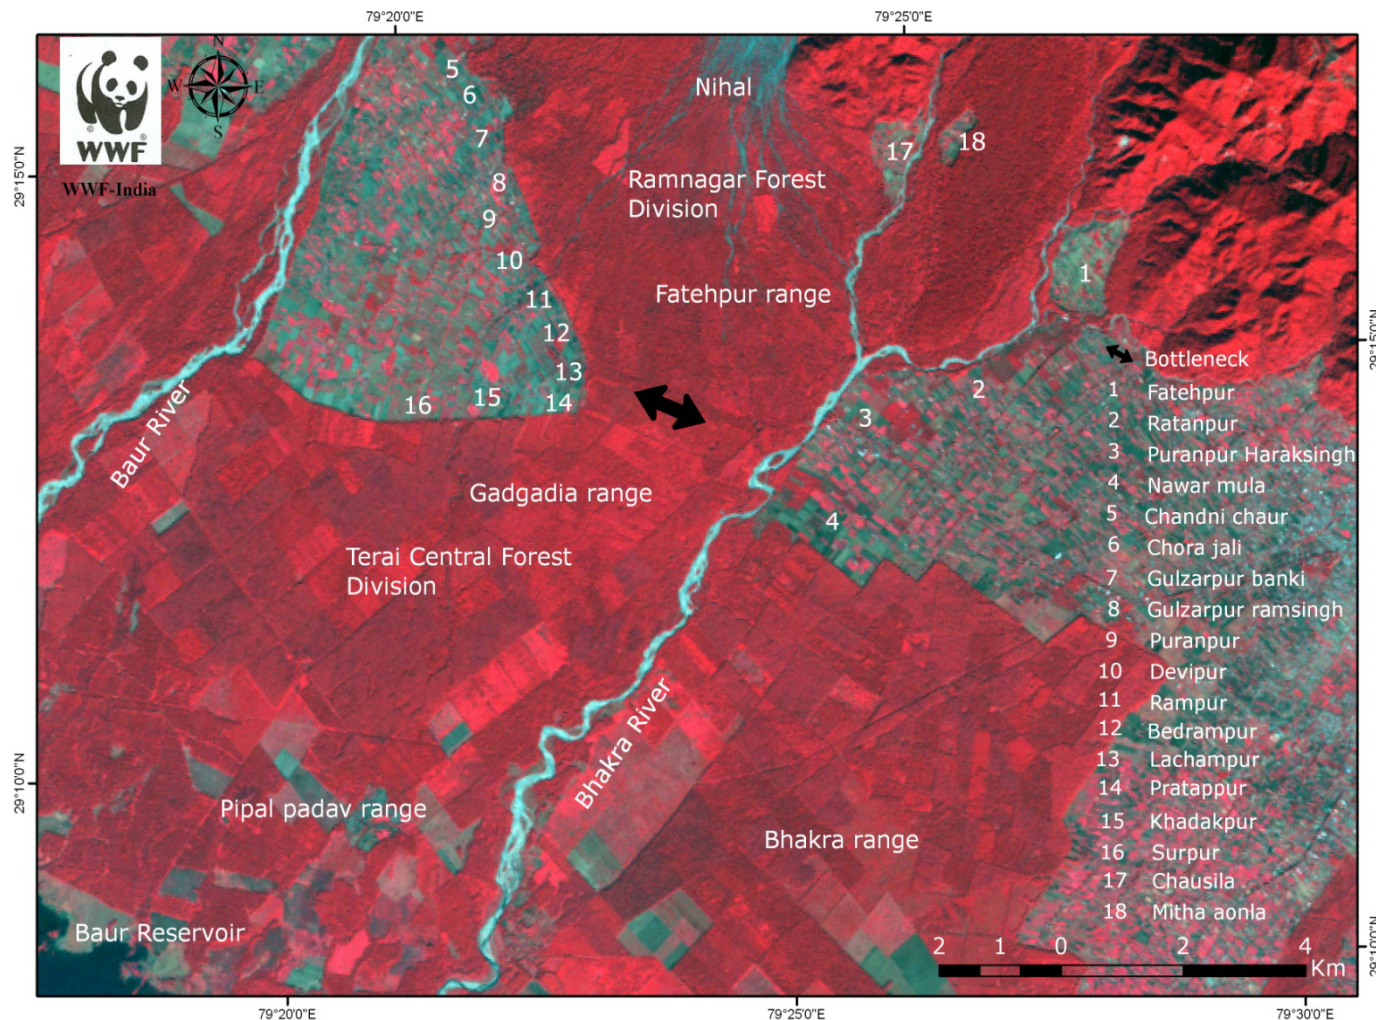 79°20'0"E
79°25'0"E
N
W
E
S
WWF
®
WWF-India
29°15'0"N
29°10'0"N
5
6
7
8
9
10
11
12
13
14
15
16
Nihal
17
18
Ramnagar Forest
Division
Fatehpur range
1
2
3
4
Baur River
Gadgadia range
Terai Central Forest
Division
Bhakra River
Pipal padav range
Bhakra range
Baur Reservoir
29°15'0"N
29°10'0"N
Bottleneck
1 Fatehpur
2 Ratanpur
3 Puranpur Haraksingh
4 Nawar mula
5 Chandni chaur
6 Chora jali
7 Gulzarpur banki
8 Gulzarpur ramsingh
9 Puranpur
10 Devipur
11 Rampur
12 Bedrampur
13 Lachampur
14 Pratappur
15 Khadakpur
16 Surpur
17 Chausila
18 Mitha aonla
2 1 0 2 4
Km
79°20'0"E
79°25'0"E
79°30'0"E